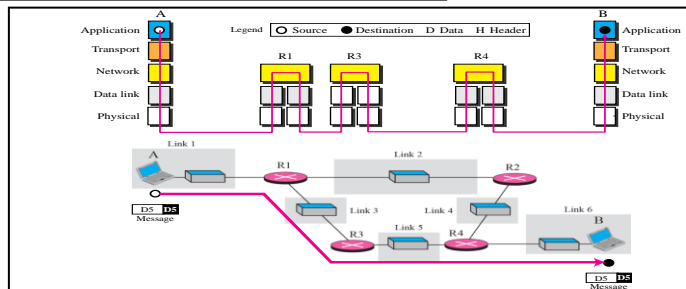 A
B
Application
Legend Source Destination D Data H Header
Application
Transport
R1
R3
R4
Transport
Network
Network
Data link
Data link
Physical
Physical
Link 1
A
R1
Link 2
R2
Link 3
Link 4
Link 6
B
D5 D5
Message
R3
Link 5
R4
D5 D5
Message